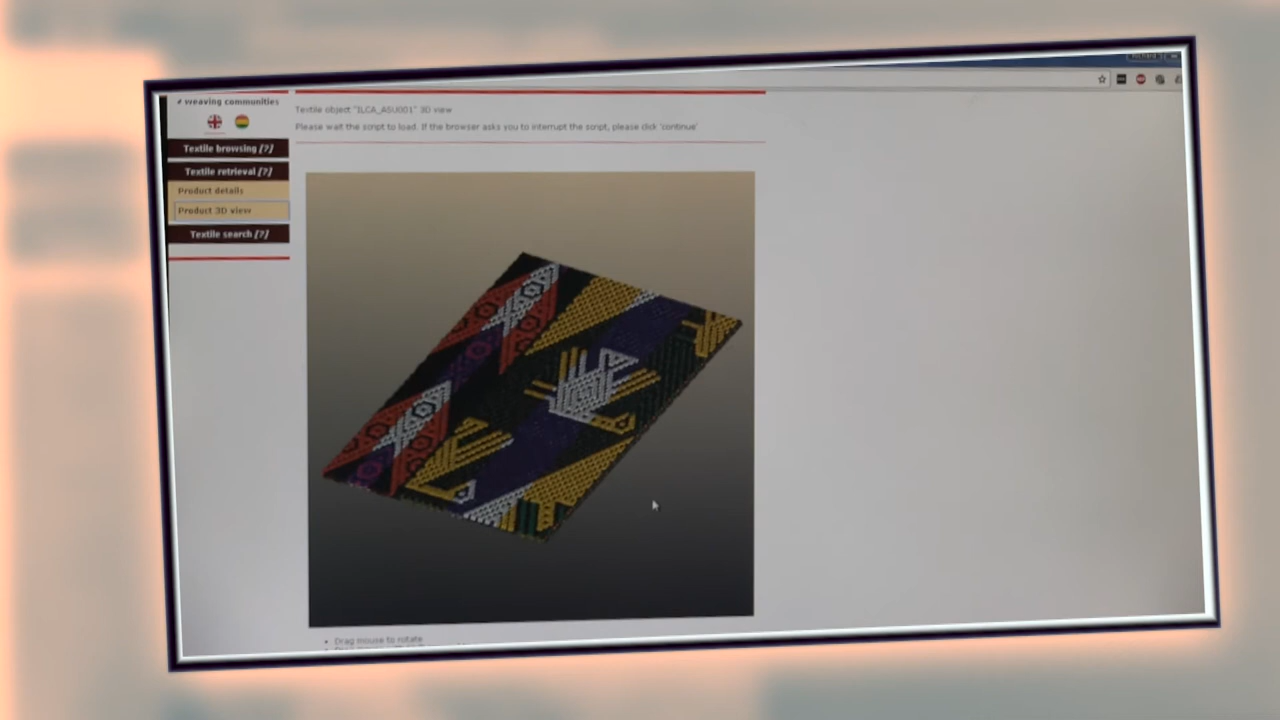 weaving communities
Textile object "ILCA_ASU001" 3D view
Please wait the script to load. If the browser asks you to interrupt the script, please click 'continue'
Textile browsing [?]
Textile retrieval [?]
Product details
Product 3D view
Textile search [?]
Drag mouse to rotate